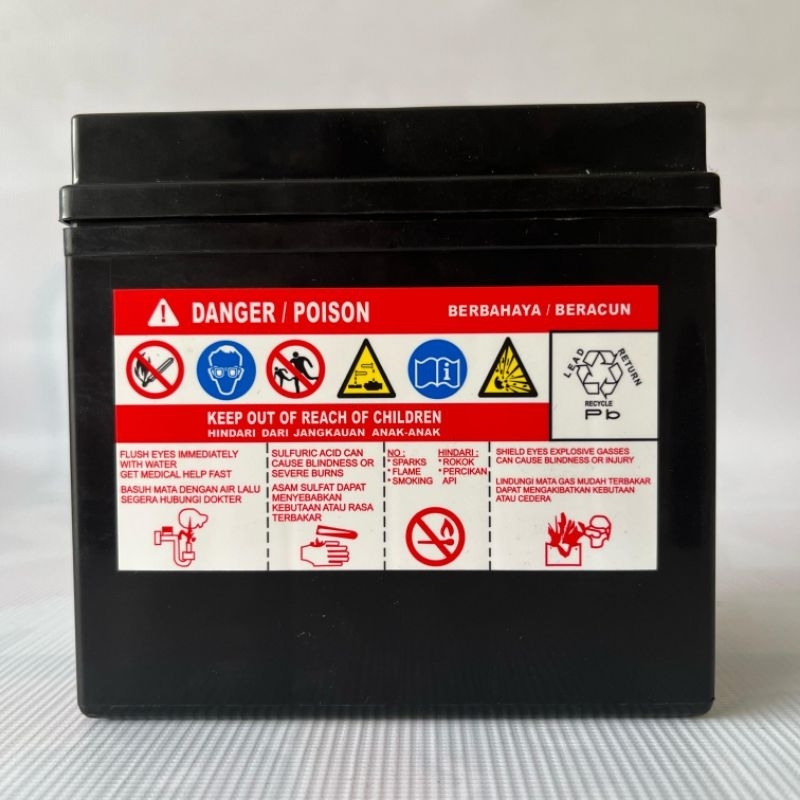 DANGER / POISON
BERBAHAYA / BERACUN
LEAD RETURN
RECYCLE
Pb
KEEP OUT OF REACH OF CHILDREN
HINDARI DARI JANGKAUAN ANAK-ANAK
FLUSH EYES IMMEDIATELY
WITH WATER
GET MEDICAL HELP FAST
BASUH MATA DENGAN AIR LALU
SEGERA HUBUNGI DOKTER
SULFURIC ACID CAN
CAUSE BLINDNESS OR
SEVERE BURNS
ASAM SULFAT DAPAT
MENYEBABKAN
KEBUTAAN ATAU RASA
TERBAKAR
NO :
* SPARKS
* FLAME
* SMOKING
HINDARI :
* ROKOK
* PERCIKAN
API
SHIELD EYES EXPLOSIVE GASSES
CAN CAUSE BLINDNESS OR INJURY
LINDUNGI MATA GAS MUDAH TERBAKAR
DAPAT MENGAKIBATKAN KEBUTAAN
ATAU CEDERA